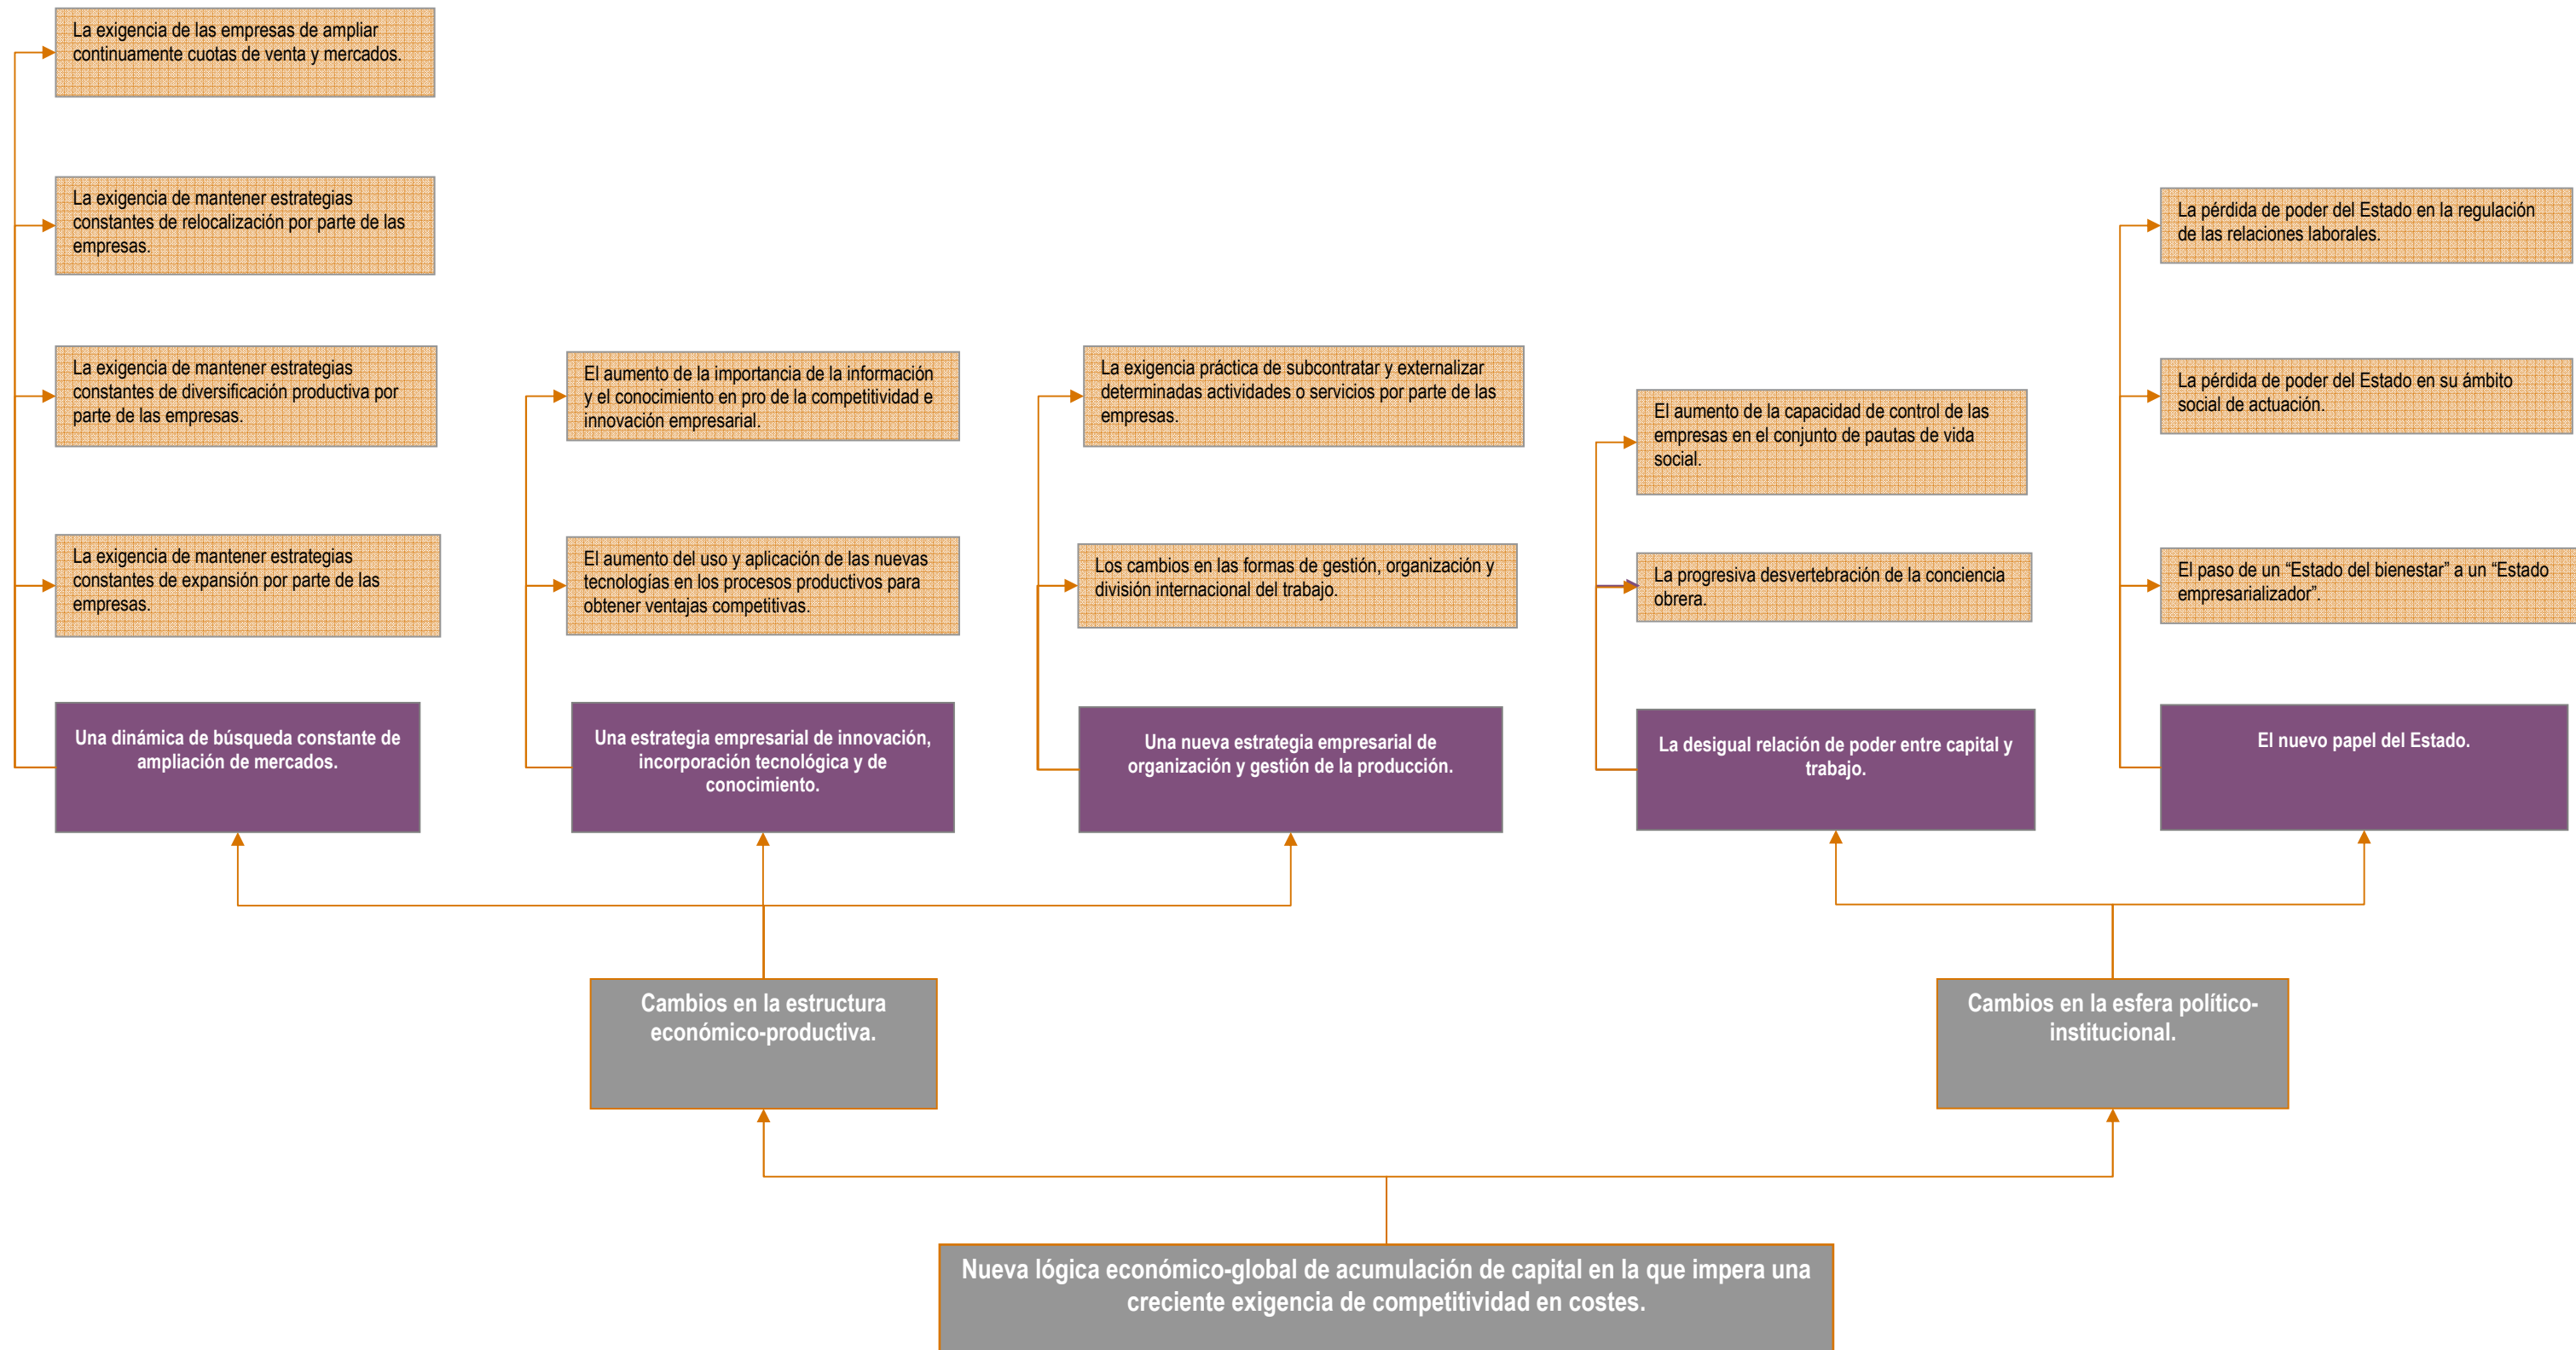 La exigencia de las empresas de ampliar
continuamente cuotas de venta y mercados.
La exigencia de mantener estrategias
constantes de relocalización por parte de las
empresas.
La pérdida de poder del Estado en la regulación
de las relaciones laborales.
La exigencia de mantener estrategias
constantes de diversificación productiva por
parte de las empresas.
El aumento de la importancia de la información
y el conocimiento en pro de la competitividad e
innovación empresarial.
La exigencia práctica de subcontratar y externalizar
determinadas actividades o servicios por parte de las
empresas.
El aumento de la capacidad de control de las
empresas en el conjunto de pautas de vida
social.
La pérdida de poder del Estado en su ámbito
social de actuación.
La exigencia de mantener estrategias
constantes de expansión por parte de las
empresas.
El aumento del uso y aplicación de las nuevas
tecnologías en los procesos productivos para
obtener ventajas competitivas.
Los cambios en las formas de gestión, organización y
división internacional del trabajo.
La progresiva desvertebración de la conciencia
obrera.
El paso de un “Estado del bienestar” a un “Estado
empresarializador”.
Una dinámica de búsqueda constante de
ampliación de mercados.
Una estrategia empresarial de innovación,
incorporación tecnológica y de
conocimiento.
Una nueva estrategia empresarial de
organización y gestión de la producción.
La desigual relación de poder entre capital y
trabajo.
El nuevo papel del Estado.
Cambios en la estructura
económico-productiva.
Cambios en la esfera político-
institucional.
Nueva lógica económico-global de acumulación de capital en la que impera una
creciente exigencia de competitividad en costes.